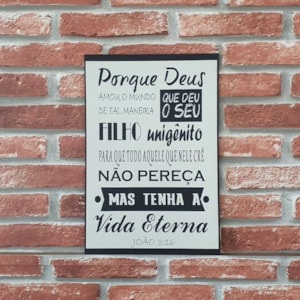 Porque Deus
AMOU O MUNDO
DE TAL MANEIRA
QUE DEU
O SEU
FILHO unigênito
PARA QUE TODO AQUELE QUE NELE CRÊ
NÃO PEREÇA
MAS TENHA A
Vida Eterna
JOÃO 3:16